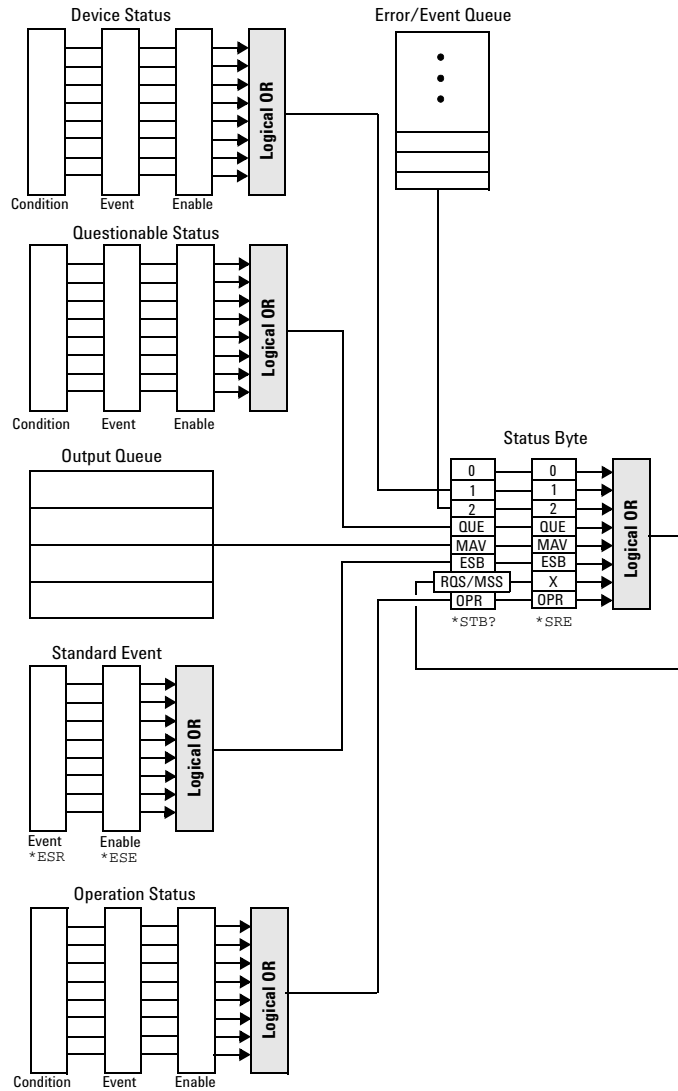 Device Status
Logical OR
Condition Event Enable
Error/Event Queue
Questionable Status
Logical OR
Condition Event Enable
Output Queue
Status Byte
0 0
1 1
2 2
QUE QUE
MAV MAV
ESB ESB
RQS/MSS X
OPR OPR
*STB? *SRE
Logical OR
Standard Event
Logical OR
Event Enable
*ESR *ESE
Operation Status
Logical OR
Condition Event Enable